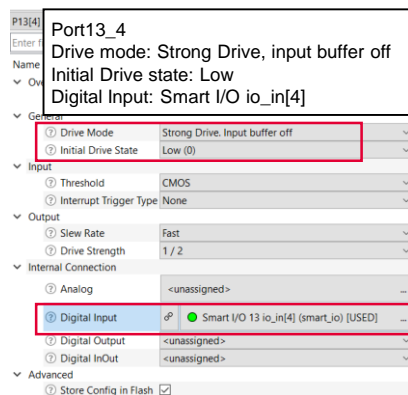 P13[4]
Port13_4
Drive mode: Strong Drive, input buffer off
Initial Drive state: Low
Digital Input: Smart I/O io_in[4]
Enter
Name
General
Drive Mode Strong Drive. Input buffer off
Initial Drive State Low (0)
Input
Threshold CMOS
Interrupt Trigger Type None
Output
Slew Rate Fast
Drive Strength 1 / 2
Internal Connection
Analog <unassigned> ...
Digital Input Smart I/O 13 io_in[4] (smart_io) [USED] ...
Digital Output <unassigned>
Digital InOut <unassigned>
Advanced
Store Config in Flash